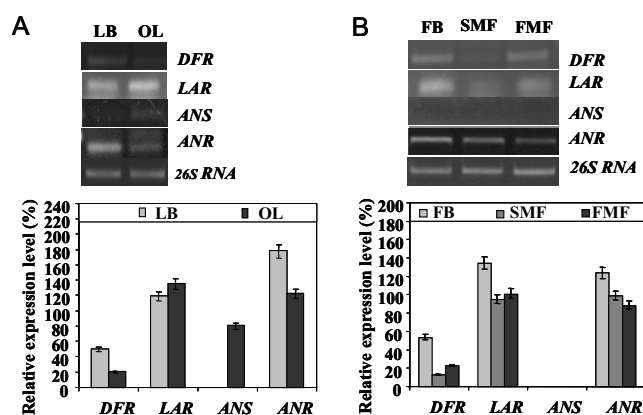 A
LB OL
DFR
LAR
ANS
ANR
26S RNA
240
220
200
180
160
140
120
100
80
60
40
20
0
Relative expression level (%)
LB OL
DFR LAR ANS ANR
B
FB SMF FMF
DFR
LAR
ANS
ANR
26S RNA
200
180
160
140
120
100
80
60
40
20
0
Relative expression level (%)
FB SMF FMF
DFR LAR ANS ANR